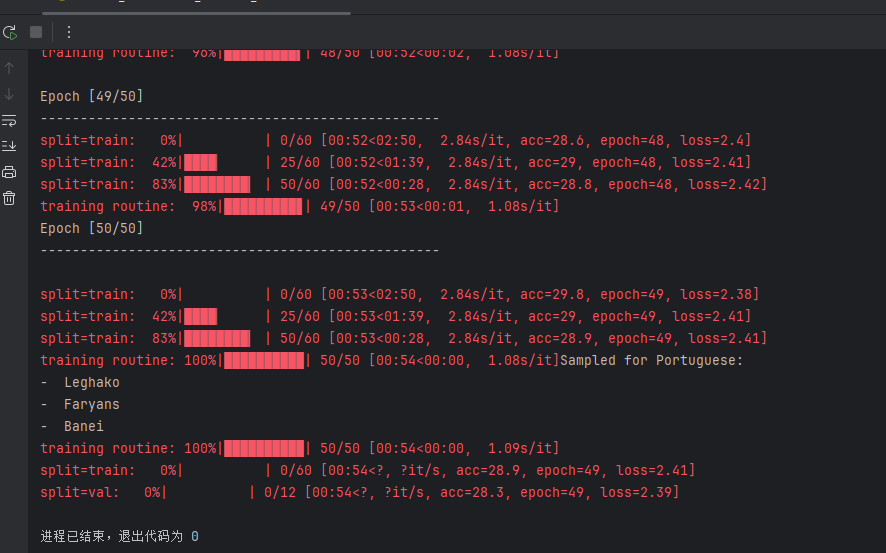 training routine:  96%|██████████| 48/50 [00:52<00:02,  1.08s/it]
Epoch [49/50]
--------------------------------------------------
split=train:   0%|          | 0/60 [00:52<02:50,  2.84s/it, acc=28.6, epoch=48, loss=2.4]
split=train:  42%|████      | 25/60 [00:52<01:39,  2.84s/it, acc=29, epoch=48, loss=2.41]
split=train:  83%|████████  | 50/60 [00:52<00:28,  2.84s/it, acc=28.8, epoch=48, loss=2.42]
training routine:  98%|██████████| 49/50 [00:53<00:01,  1.08s/it]
Epoch [50/50]
--------------------------------------------------
split=train:   0%|          | 0/60 [00:53<02:50,  2.84s/it, acc=29.8, epoch=49, loss=2.38]
split=train:  42%|████      | 25/60 [00:53<01:39,  2.84s/it, acc=29, epoch=49, loss=2.41]
split=train:  83%|████████  | 50/60 [00:53<00:28,  2.84s/it, acc=28.9, epoch=49, loss=2.41]
training routine: 100%|██████████| 50/50 [00:54<00:00,  1.08s/it]Sampled for Portuguese:
-  Leghako
-  Faryans
-  Banei
training routine: 100%|██████████| 50/50 [00:54<00:00,  1.09s/it]
split=train:   0%|          | 0/60 [00:54<?, ?it/s, acc=28.9, epoch=49, loss=2.41]
split=val:   0%|          | 0/12 [00:54<?, ?it/s, acc=28.3, epoch=49, loss=2.39]
进程已结束，退出代码为 0